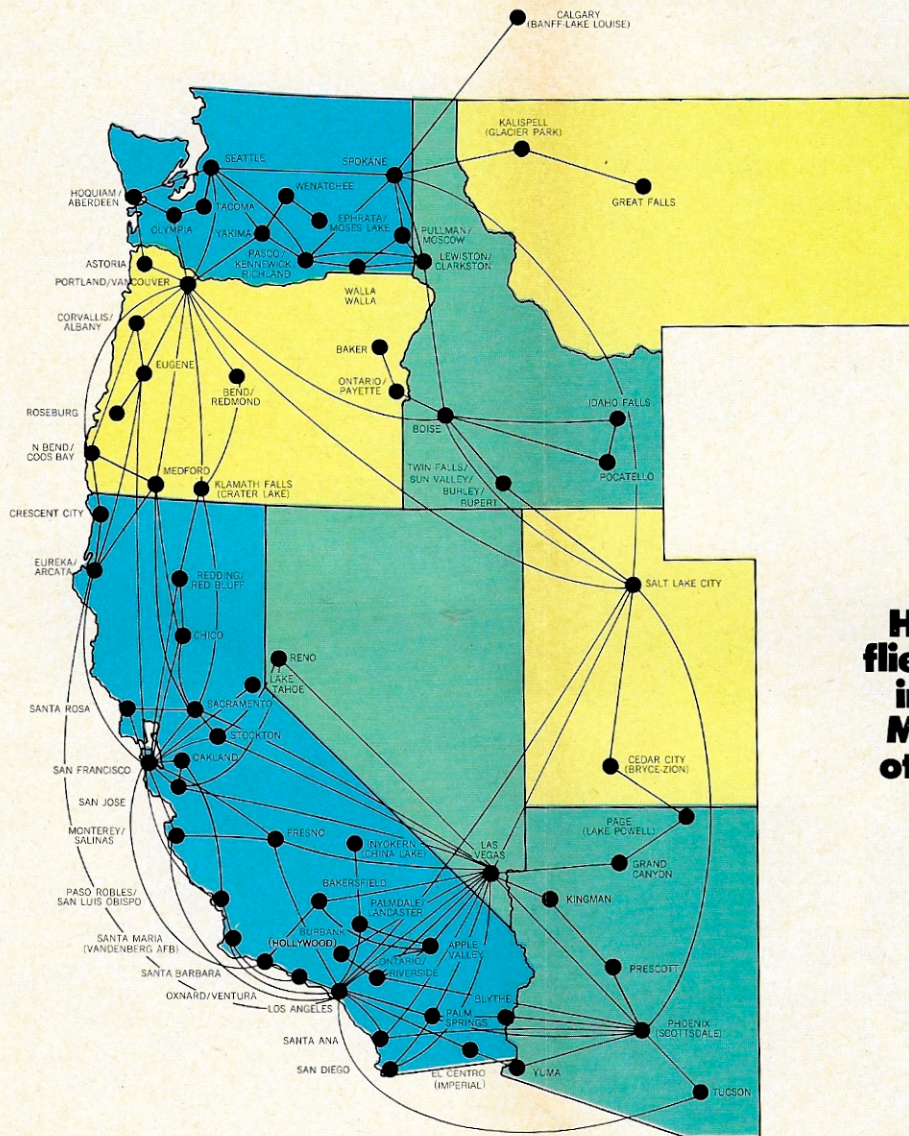 CALGARY
(BANFF-LAKE LOUISE)
KALISPELL
(GLACIER PARK)
GREAT FALLS
SEATTLE
SPOKANE
HOQUIAM/
ABERDEEN
TACOMA
OLYMPIA
WENATCHEE
YAKIMA
EPHRATA/
MOSES LAKE
PULLMAN/
MOSCOW
PASCO/
KENNEWICK
RICHLAND
LEWISTON/
CLARKSTON
WALLA
WALLA
ASTORIA
PORTLAND/VANCOUVER
CORVALLIS/
ALBANY
EUGENE
BEND/
REDMOND
BAKER
ONTARIO/
PAYETTE
ROSEBURG
BOISE
IDAHO FALLS
POCATELLO
N BEND/
COOS BAY
MEDFORD
KLAMATH FALLS
(CRATER LAKE)
TWIN FALLS/
SUN VALLEY/
BURLEY/
RUPERT
CRESCENT CITY
EUREKA/
ARCATA
REDDING/
RED BLUFF
CHICO
SALT LAKE CITY
RENO
LAKE
TAHOE
SANTA ROSA
SACRAMENTO
STOCKTON
OAKLAND
SAN FRANCISCO
SAN JOSE
CEDAR CITY
(BRYCE-ZION)
MONTEREY/
SALINAS
FRESNO
INYOKERN
(CHINA LAKE)
LAS
VEGAS
PAGE
(LAKE POWELL)
GRAND
CANYON
KINGMAN
PASO ROBLES/
SAN LUIS OBISPO
BAKERSFIELD
PALMDALE/
LANCASTER
SANTA MARIA
(VANDENBERG AFB)
BURBANK
(HOLLYWOOD)
APPLE
VALLEY
ONTARIO/
RIVERSIDE
PRESCOTT
SANTA BARBARA
OXNARD/VENTURA
LOS ANGELES
BLYTHE
PALM
SPRINGS
PHOENIX
(SCOTTSDALE)
SANTA ANA
SAN DIEGO
EL CENTRO
(IMPERIAL)
YUMA
TUCSON
H
flie
in
M
of